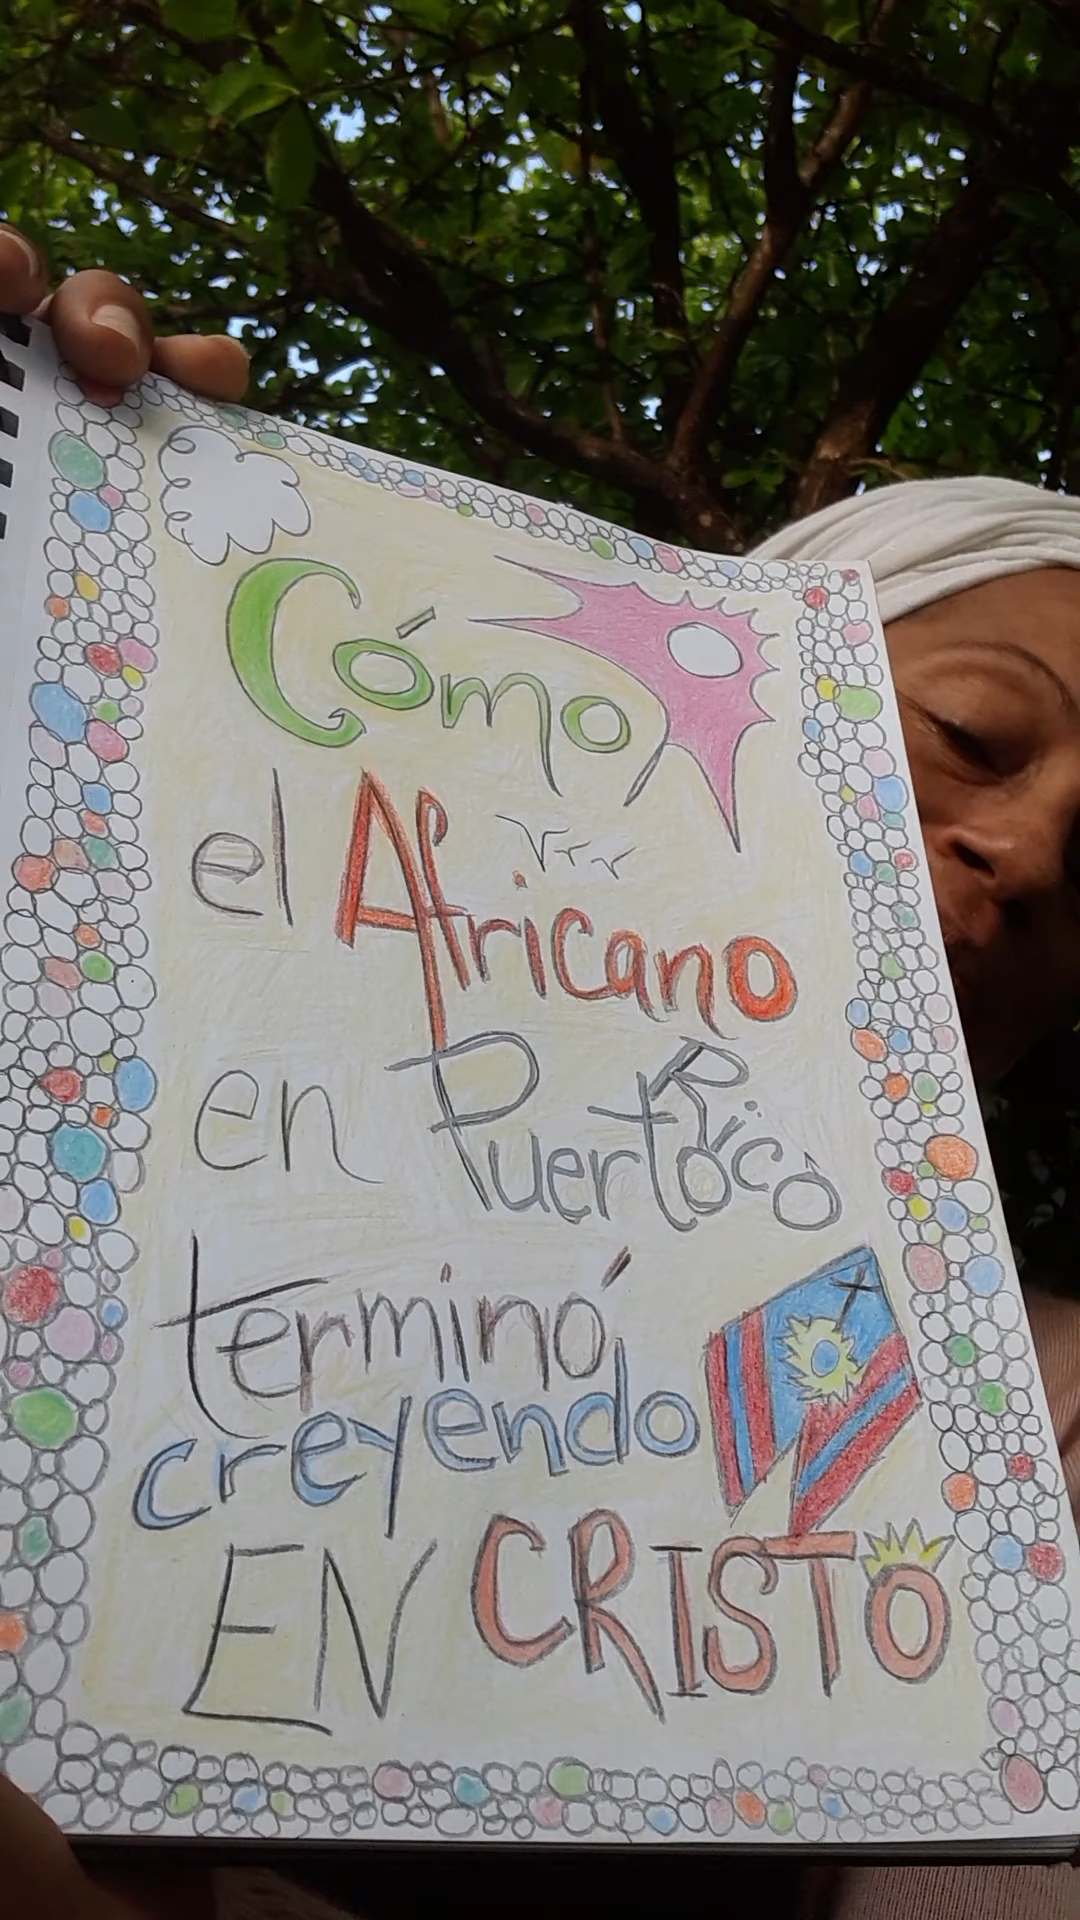 Cómo
el Africano
en Puerto Rico
terminó
creyendo
EN CRISTO